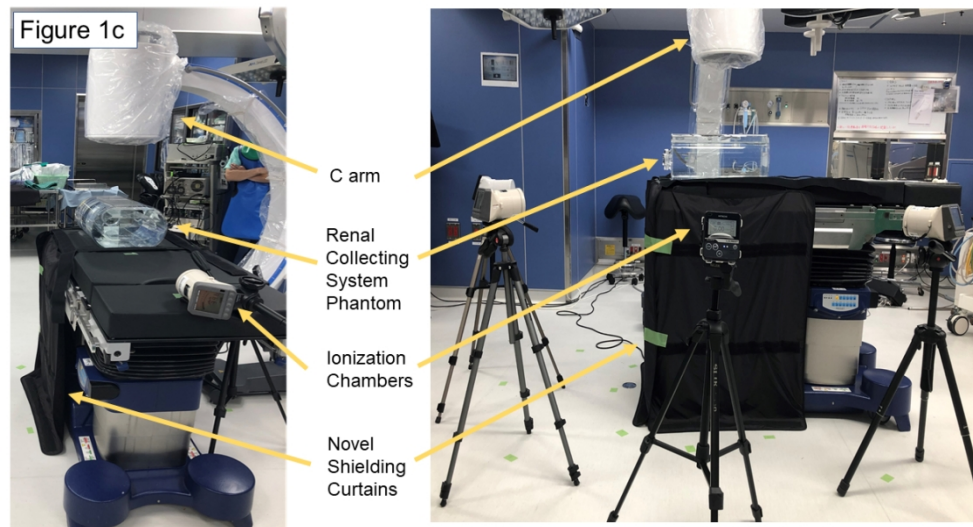 Figure 1c
C arm
Renal
Collecting
System
Phantom
Ionization
Chambers
Novel
Shielding
Curtains